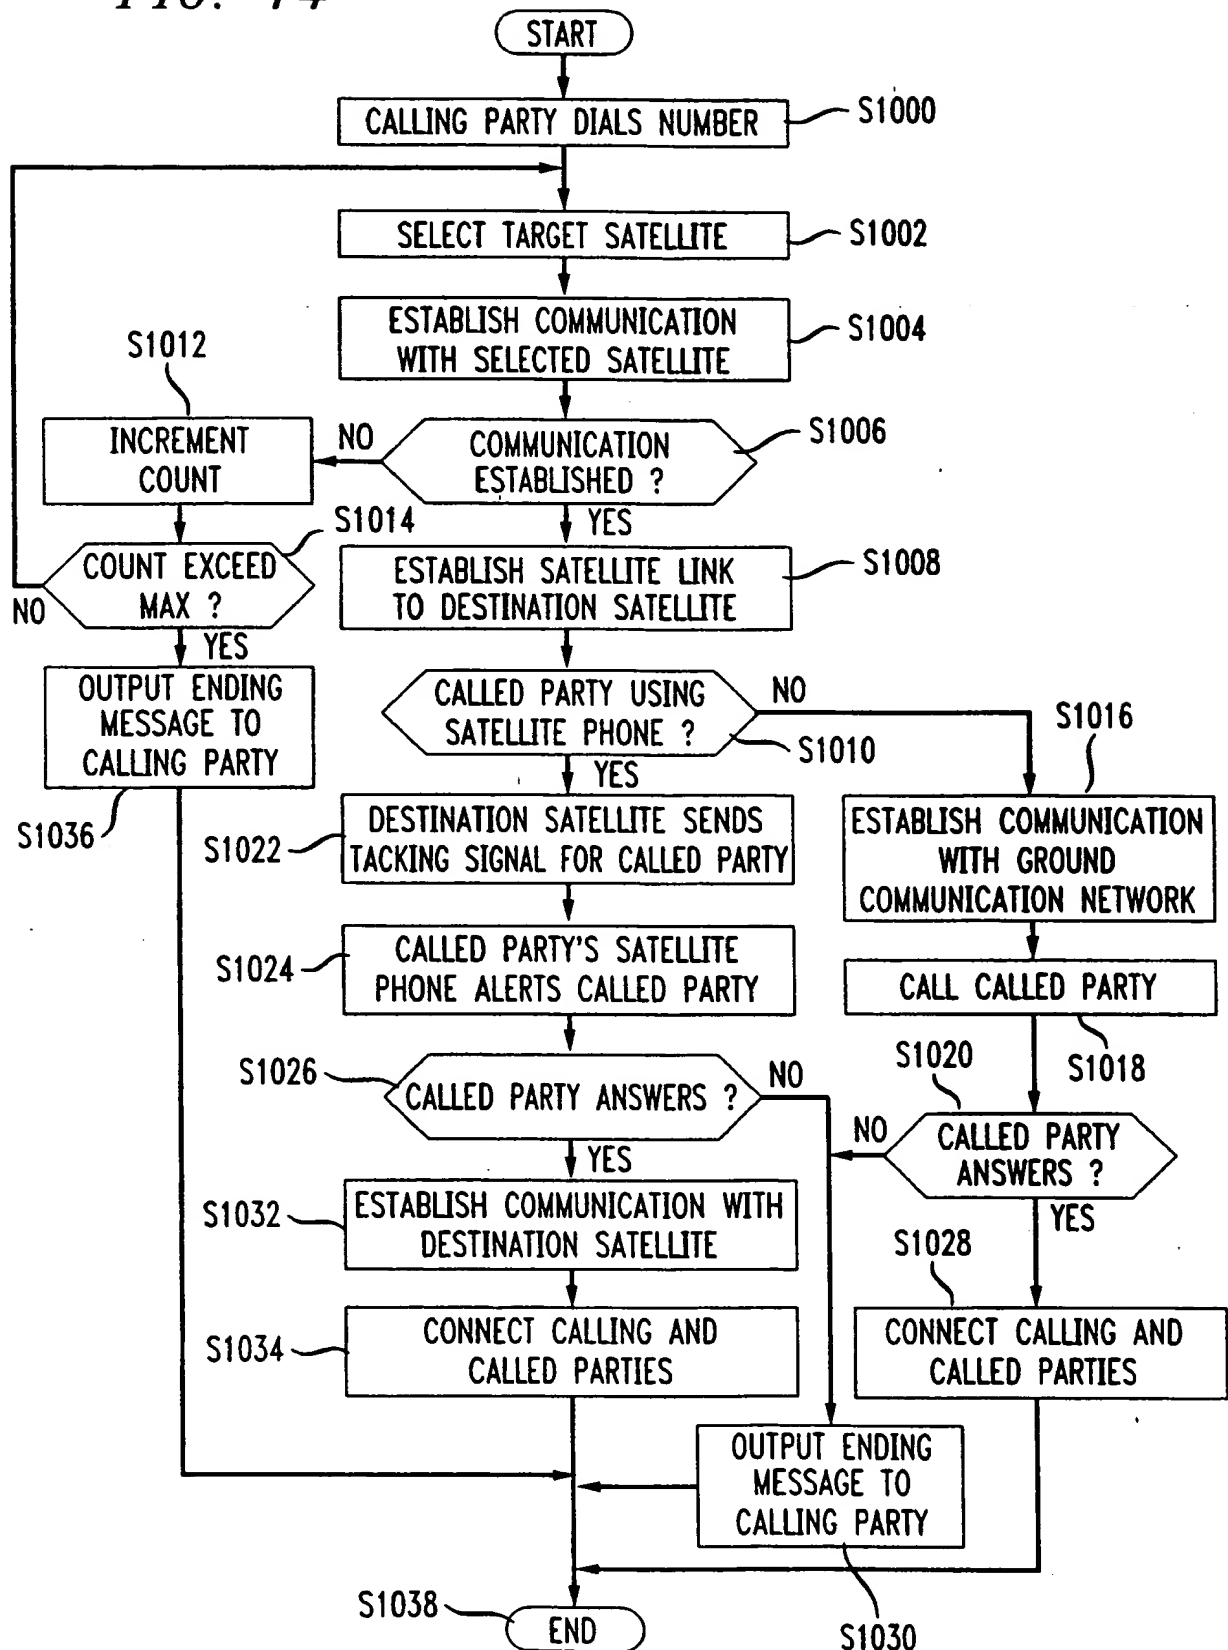 FIG. 14
START
CALLING PARTY DIALS NUMBER
S1000
SELECT TARGET SATELLITE
S1002
ESTABLISH COMMUNICATION
WITH SELECTED SATELLITE
S1004
S1012
INCREMENT
COUNT
NO
COMMUNICATION
ESTABLISHED ?
S1006
YES
S1014
COUNT EXCEED
MAX ?
NO
YES
ESTABLISH SATELLITE LINK
TO DESTINATION SATELLITE
S1008
OUTPUT ENDING
MESSAGE TO
CALLING PARTY
S1036
CALLED PARTY USING
SATELLITE PHONE ?
NO
S1010
YES
S1016
ESTABLISH COMMUNICATION
WITH GROUND
COMMUNICATION NETWORK
S1022
DESTINATION SATELLITE SENDS
TACKING SIGNAL FOR CALLED PARTY
S1024
CALLED PARTY'S SATELLITE
PHONE ALERTS CALLED PARTY
CALL CALLED PARTY
S1018
S1026
CALLED PARTY ANSWERS ?
NO
YES
S1020
NO
CALLED PARTY
ANSWERS ?
YES
S1032
ESTABLISH COMMUNICATION WITH
DESTINATION SATELLITE
S1028
S1034
CONNECT CALLING AND
CALLED PARTIES
CONNECT CALLING AND
CALLED PARTIES
OUTPUT ENDING
MESSAGE TO
CALLING PARTY
S1030
S1038
END